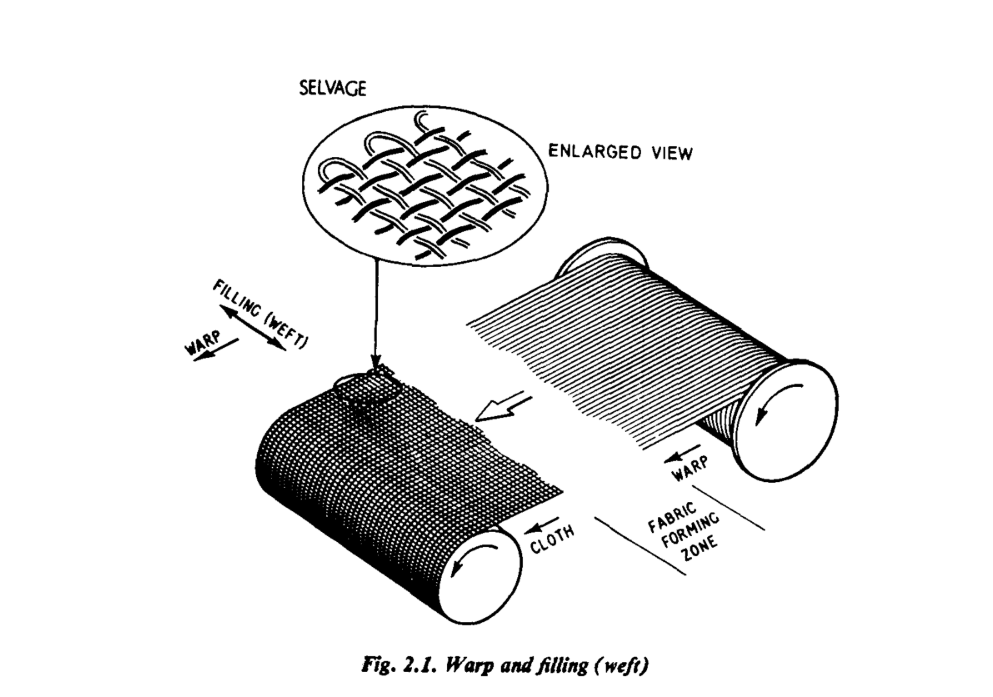 SELVAGE
ENLARGED VIEW
FILLING (WEFT)
WARP
WARP
FABRIC
FORMING
ZONE
CLOTH
Fig. 2.1. Warp and filling (weft)